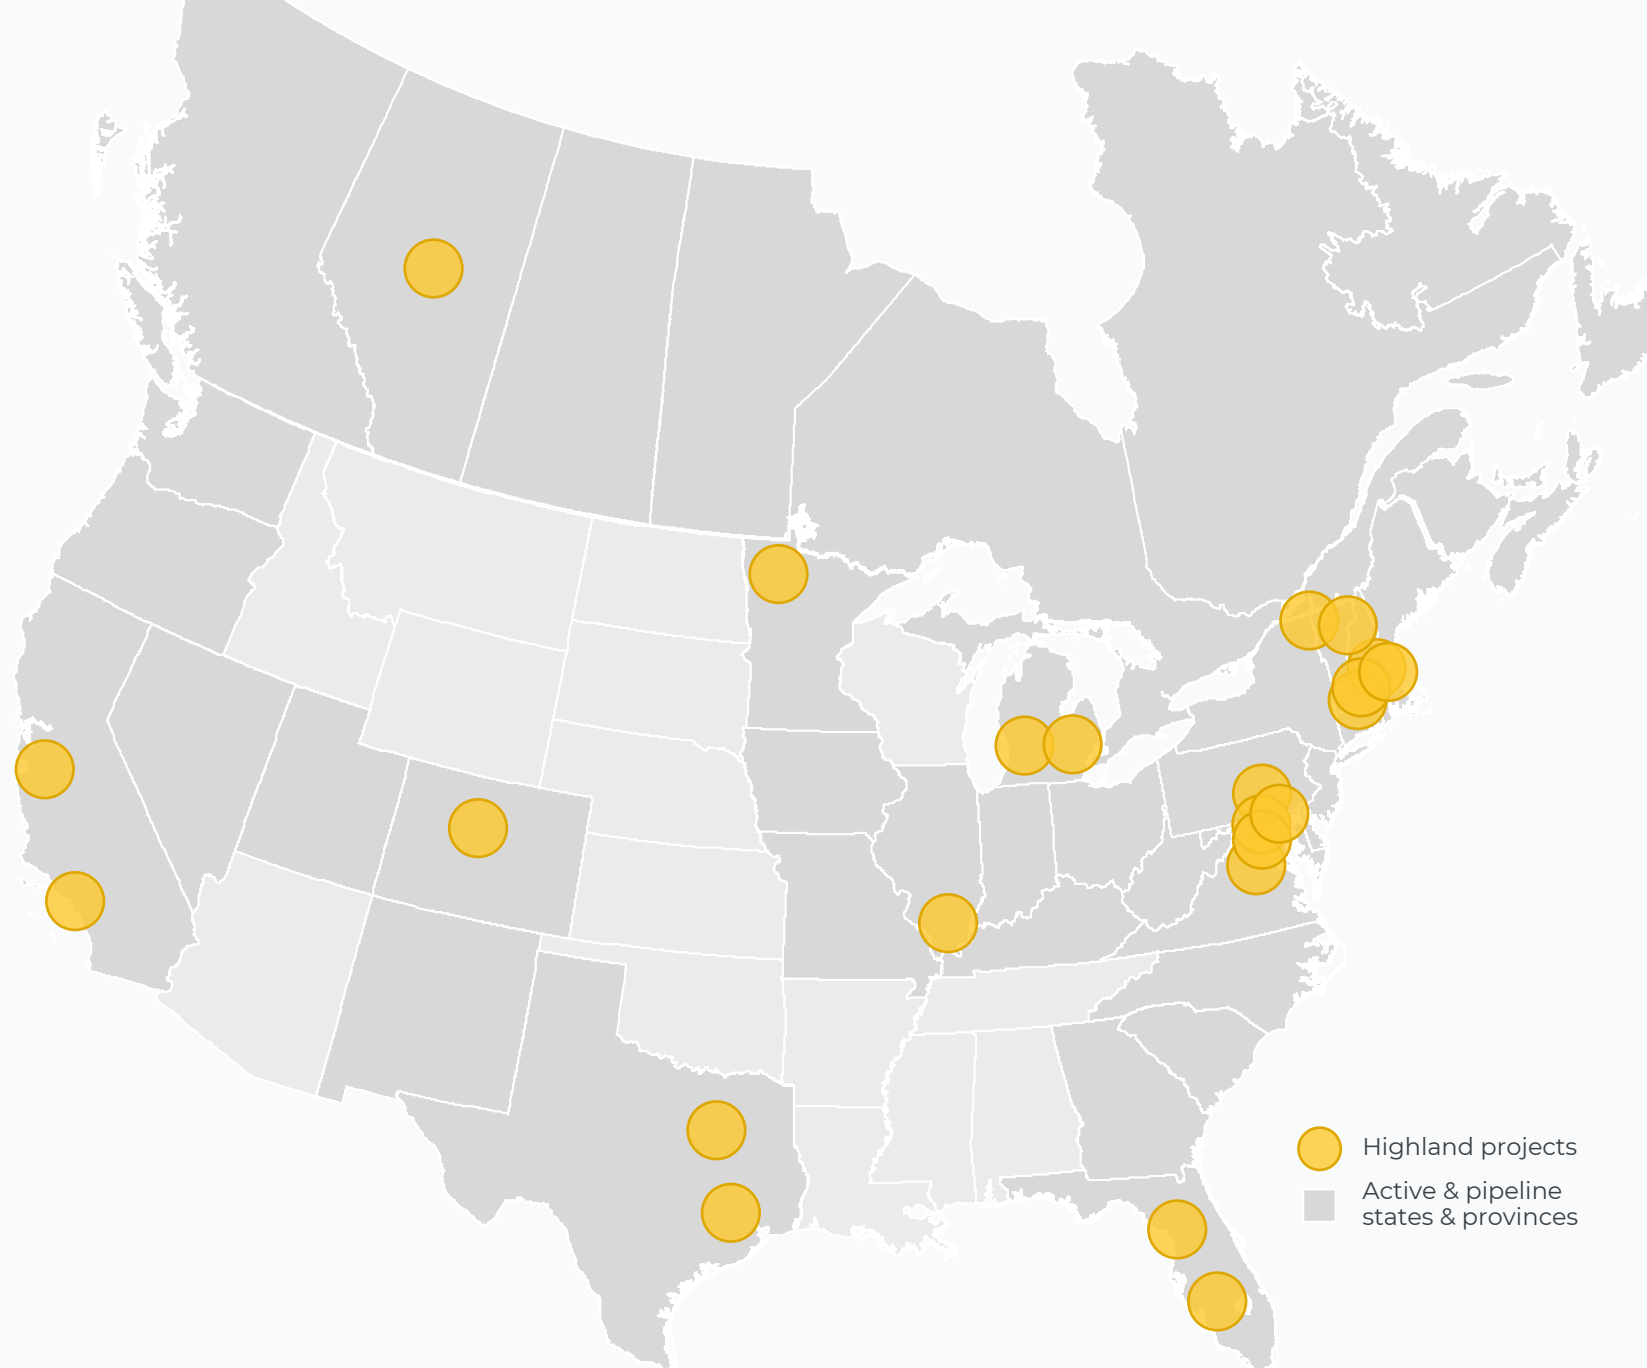 Highland projects
Active & pipeline
states & provinces